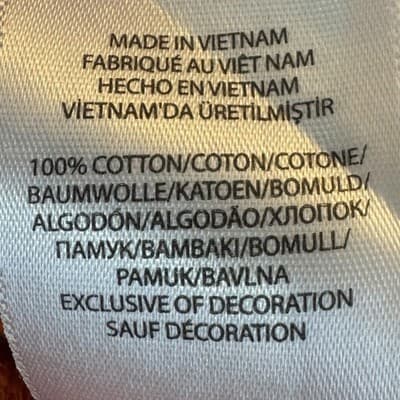 MADE IN VIETNAM
FABRIQUÉ AU VIÊT NAM
HECHO EN VIETNAM
VİETNAM'DA ÜRETİLMİŞTİR
100% COTTON/COTON/COTONE/
BAUMWOLLE/KATOEN/BOMULD/
ALGODÓN/ALGODÃO/ХЛОПОК/
ПАМУК/BAMBAKI/BOMULL/
PAMUK/BAVLNA
EXCLUSIVE OF DECORATION
SAUF DÉCORATION